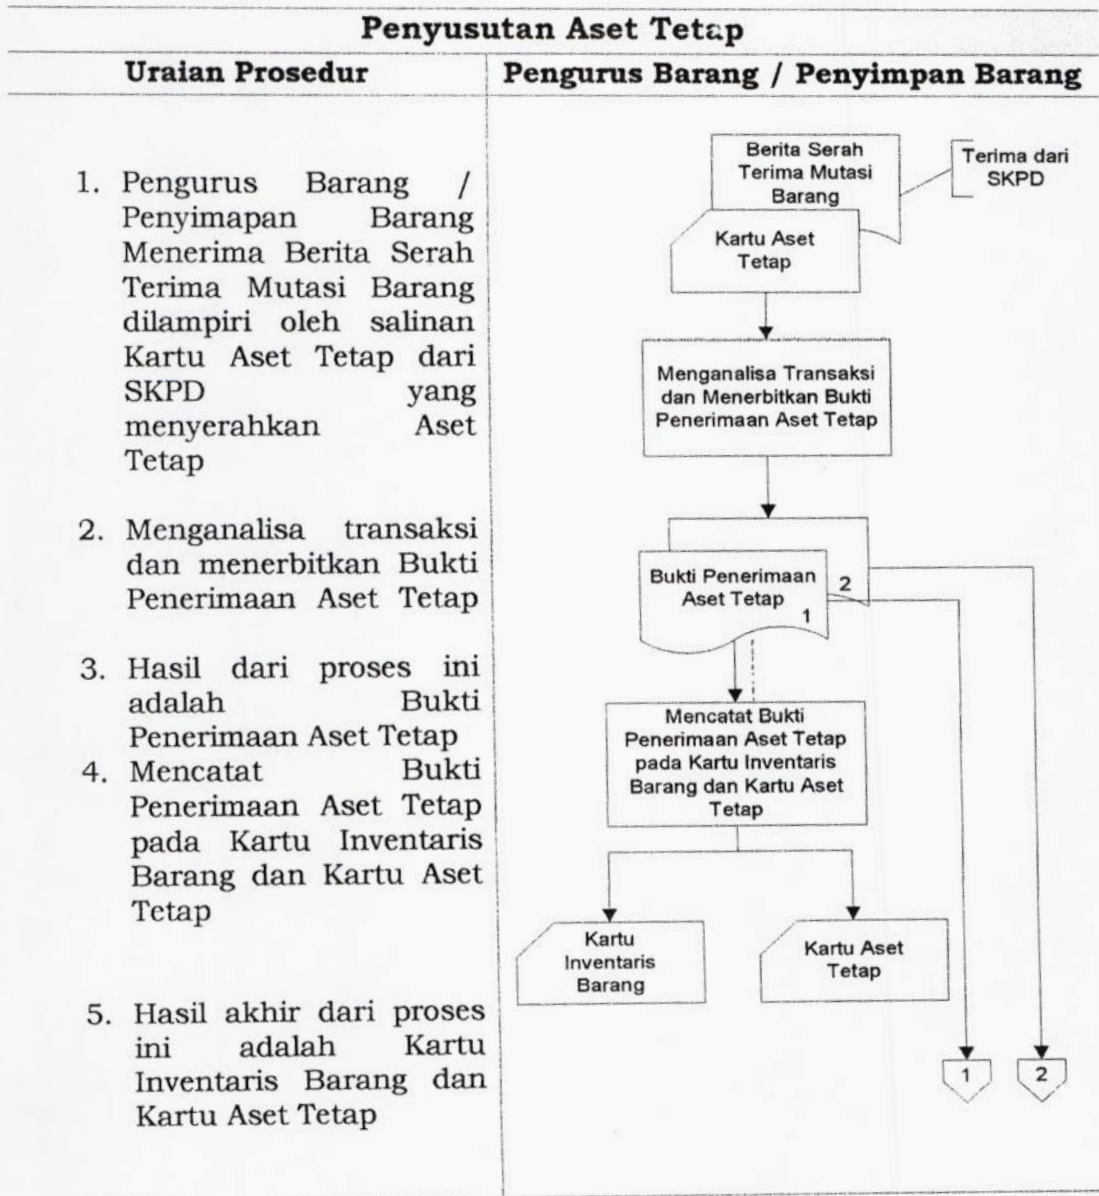 Penyusutan Aset Tetap
Uraian Prosedur
Pengurus Barang / Penyimpan Barang
1. Pengurus Barang /
Penyimapan Barang
Menerima Berita Serah
Terima Mutasi Barang
dilampiri oleh salinan
Kartu Aset Tetap dari
SKPD yang
menyerahkan Aset
Tetap
2. Menganalisa transaksi
dan menerbitkan Bukti
Penerimaan Aset Tetap
3. Hasil dari proses ini
adalah Bukti
Penerimaan Aset Tetap
4. Mencatat Bukti
Penerimaan Aset Tetap
pada Kartu Inventaris
Barang dan Kartu Aset
Tetap
5. Hasil akhir dari proses
ini adalah Kartu
Inventaris Barang dan
Kartu Aset Tetap
Berita Serah
Terima Mutasi
Barang
Terima dari
SKPD
Kartu Aset
Tetap
Menganalisa Transaksi
dan Menerbitkan Bukti
Penerimaan Aset Tetap
Bukti Penerimaan
Aset Tetap
1
2
Mencatat Bukti
Penerimaan Aset Tetap
pada Kartu Inventaris
Barang dan Kartu Aset
Tetap
Kartu
Inventaris
Barang
Kartu Aset
Tetap
1
2